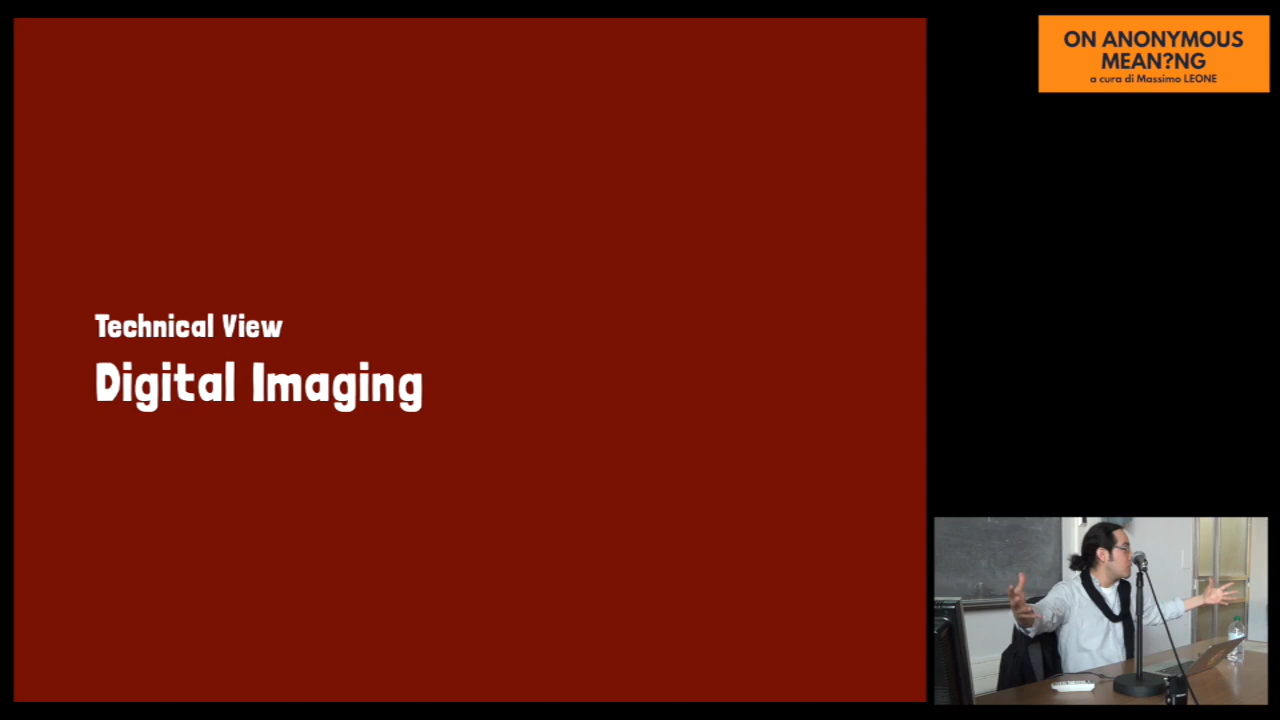 Technical View
Digital Imaging
ON ANONYMOUS
MEAN?NG
a cura di Massimo LEONE